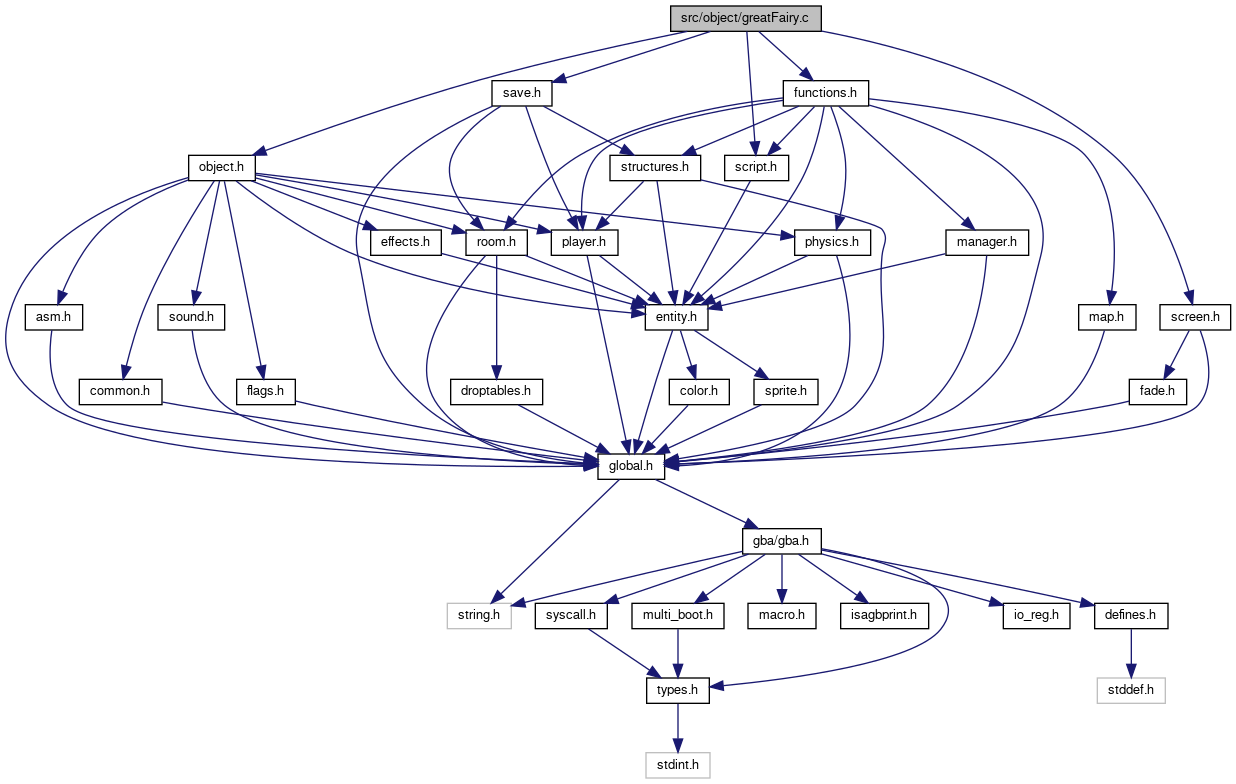 src/object/greatFairy.c
save.h
functions.h
object.h
structures.h
script.h
effects.h
room.h
player.h
physics.h
manager.h
asm.h
sound.h
entity.h
map.h
screen.h
common.h
flags.h
droptables.h
color.h
sprite.h
fade.h
global.h
gba/gba.h
string.h
syscall.h
multi_boot.h
macro.h
isagbprint.h
io_reg.h
defines.h
types.h
stddef.h
stdint.h